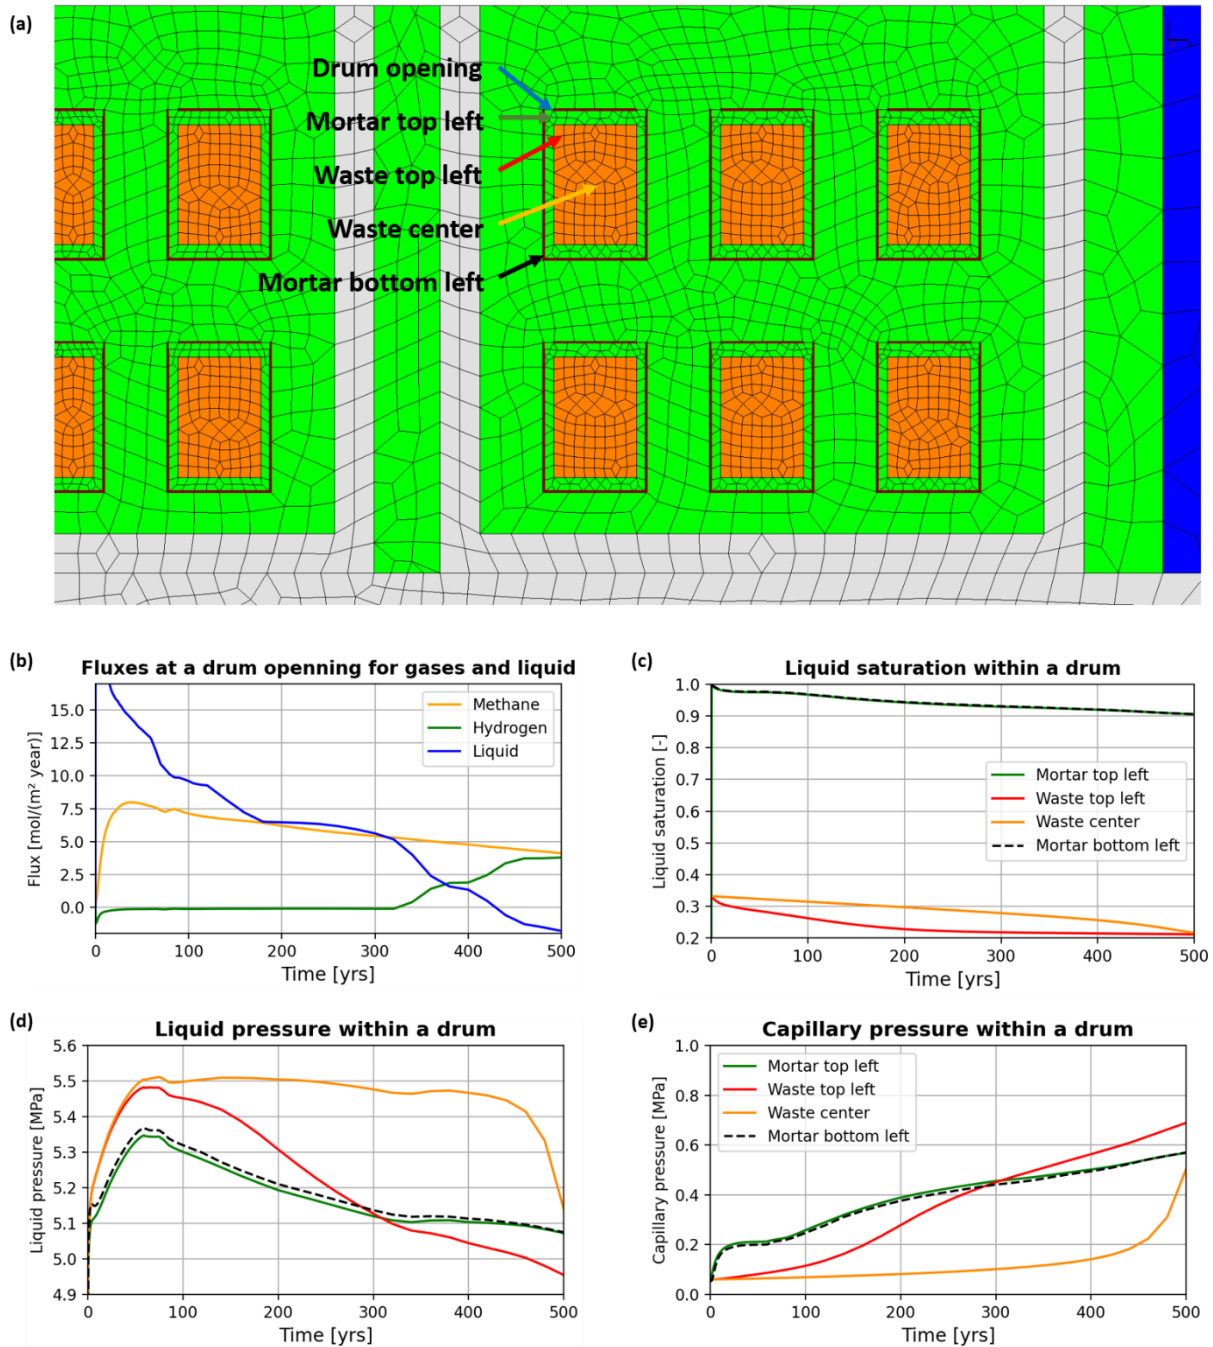 (a)
Drum opening
Mortar top left
Waste top left
Waste center
Mortar bottom left
(b)
Fluxes at a drum openning for gases and liquid
Flux [mol/(m² year)]
15.0
12.5
10.0
7.5
5.0
2.5
0.0
Methane
Hydrogen
Liquid
0 100 200 300 400 500
Time [yrs]
(c)
Liquid saturation within a drum
Liquid saturation [-]
1.0
0.9
0.8
0.7
0.6
0.5
0.4
0.3
0.2
Mortar top left
Waste top left
Waste center
Mortar bottom left
0 100 200 300 400 500
Time [yrs]
(d)
Liquid pressure within a drum
Liquid pressure [MPa]
5.6
5.5
5.4
5.3
5.2
5.1
5.0
4.9
0 100 200 300 400 500
Time [yrs]
(e)
Capillary pressure within a drum
Capillary pressure [MPa]
1.0
0.8
0.6
0.4
0.2
0.0
Mortar top left
Waste top left
Waste center
Mortar bottom left
0 100 200 300 400 500
Time [yrs]